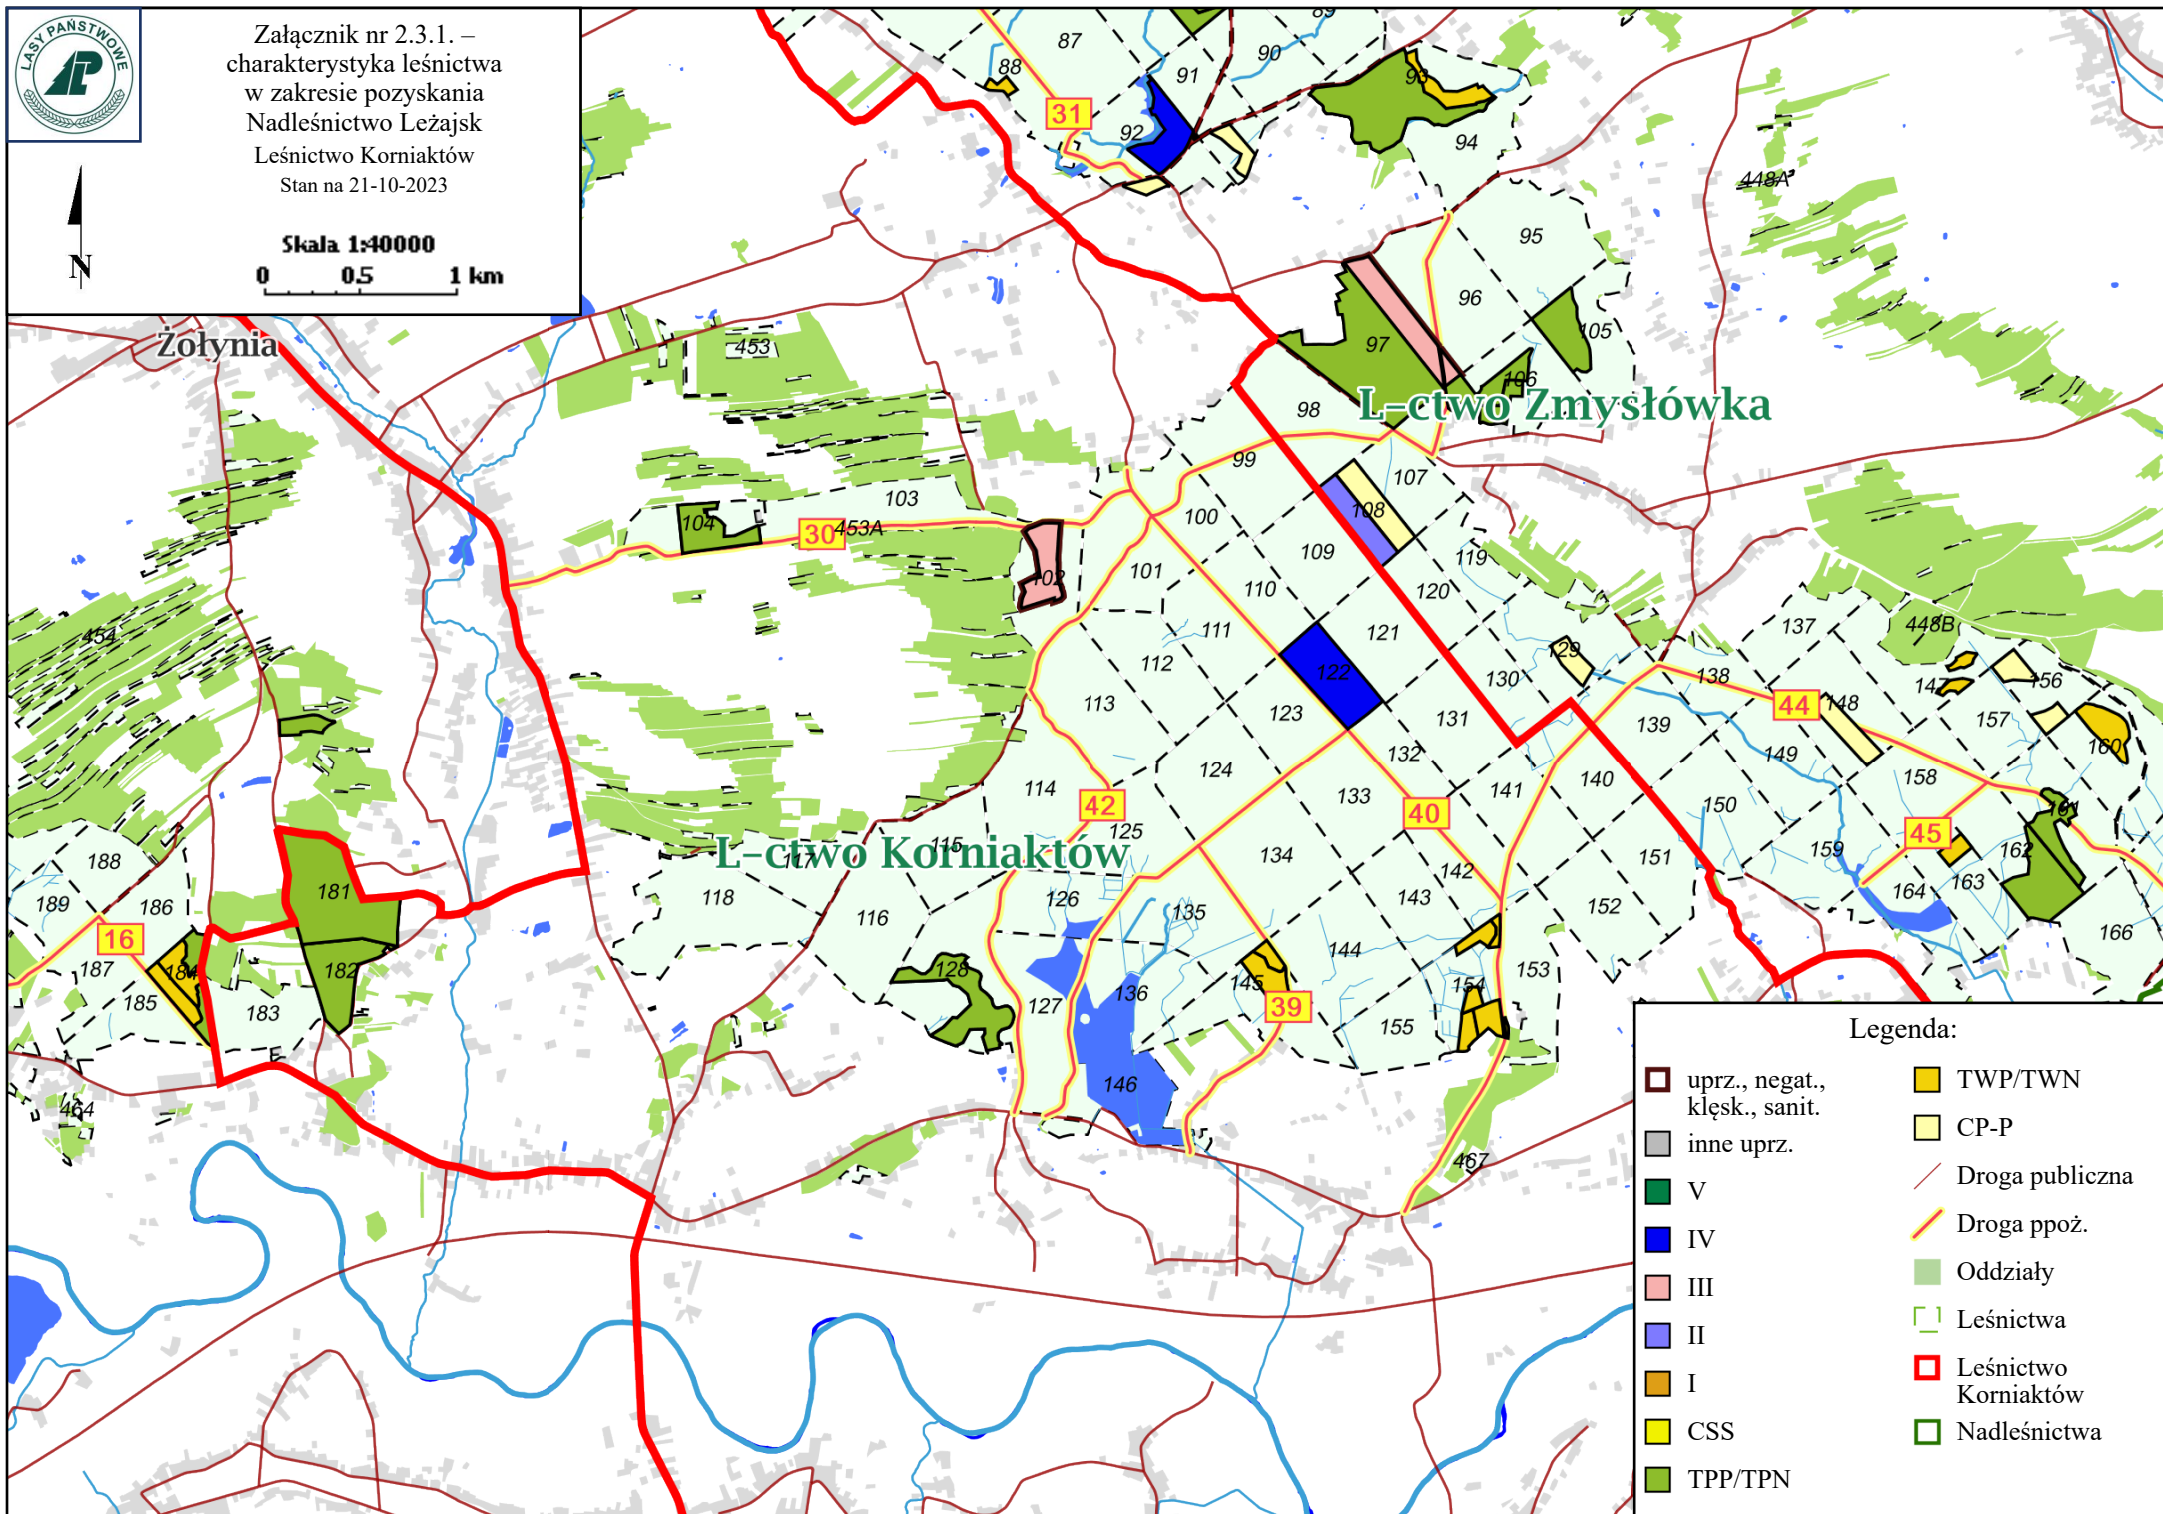 LASY PAŃSTWOWE
Załącznik nr 2.3.1. –
charakterystyka leśnictwa
w zakresie pozyskania
Nadleśnictwo Leżajsk
Leśnictwo Korniaktów
Stan na 21-10-2023
N
Skala 1:40000
0 0.5 1 km
87
88
89
90
91
92
93
94
31
448A
95
96
97
105
106
L-ctwo Zmysłówka
Żołynia
453
98
99
107
108
103
104
30
453A
100
101
102
109
110
119
120
111
112
113
121
122
123
129
130
131
137
138
448B
454
44
147
148
156
157
160
139
140
141
132
133
124
114
42
40
125
149
158
150
45
161
159
162
163
164
166
L-ctwo Korniaktów
115
117
118
116
134
142
143
151
152
188
189
186
181
16
187
184
185
182
183
126
135
128
127
136
144
145
39
153
154
155
146
464
467
Legenda:
uprz., negat.,
klęsk., sanit.
inne uprz.
V
IV
III
II
I
CSS
TPP/TPN
TWP/TWN
CP-P
Droga publiczna
Droga ppoż.
Oddziały
Leśnictwa
Leśnictwo
Korniaktów
Nadleśnictwa